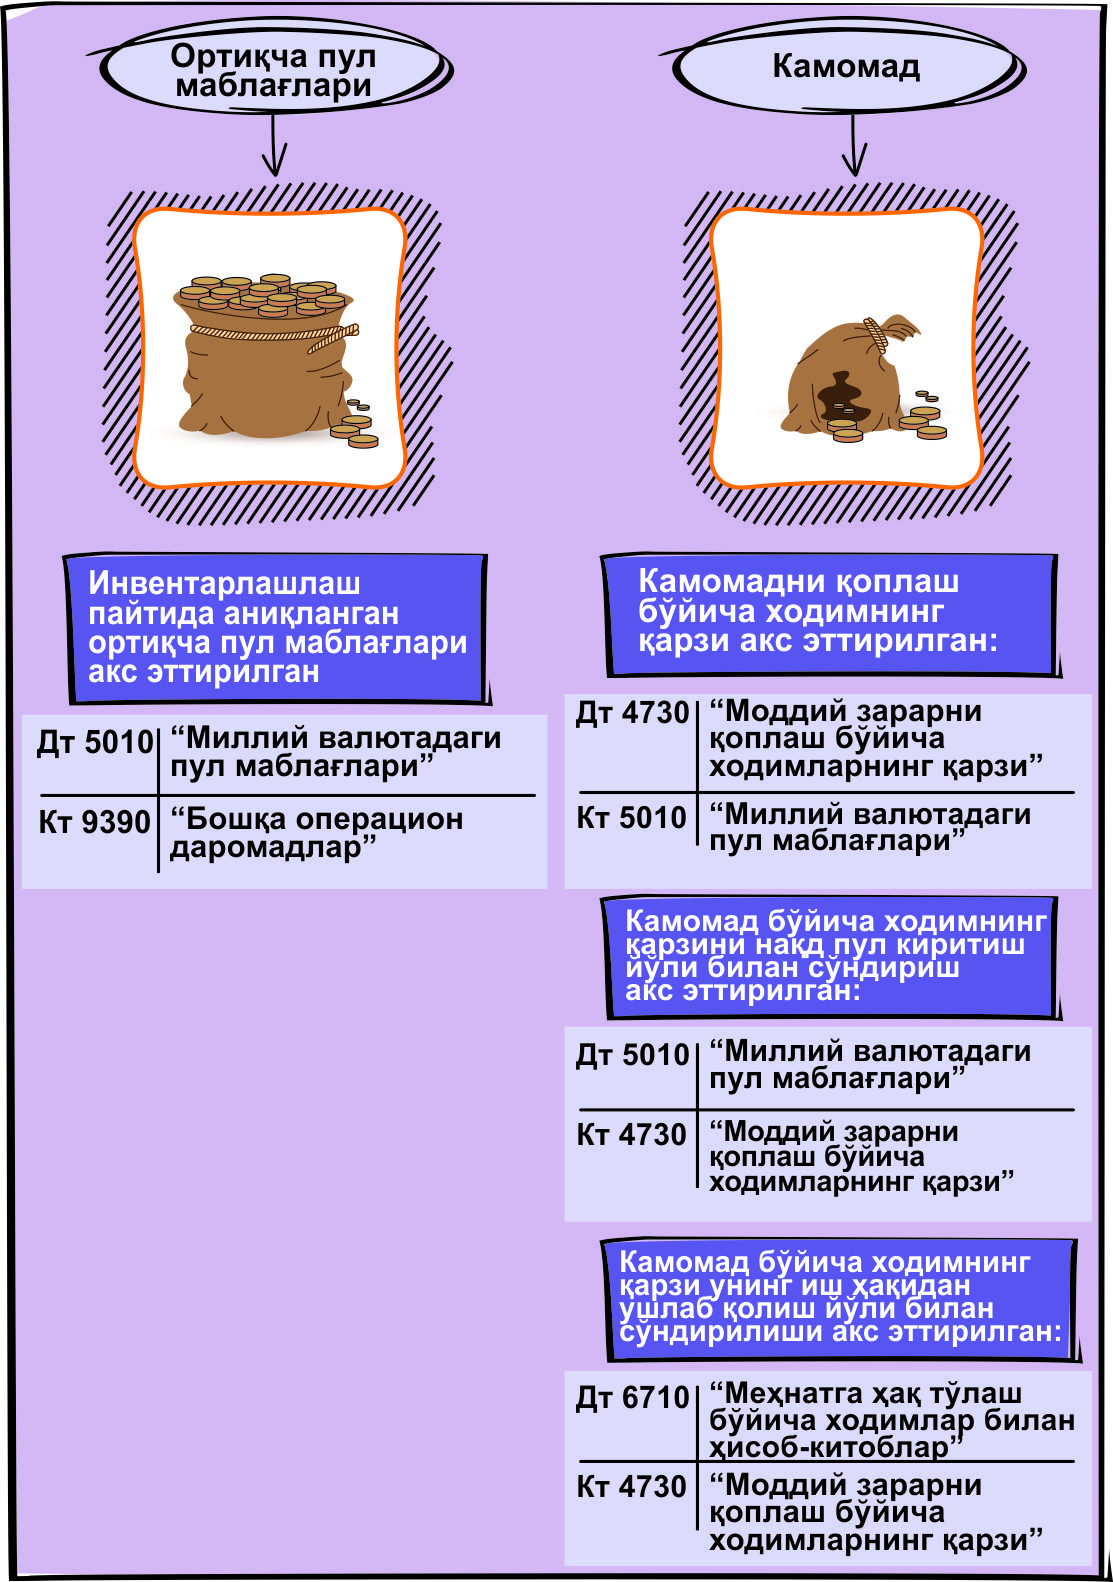 Ортиқча пул
маблағлари
Инвентарлашлаш
пайтида аниқланган
ортиқча пул маблағлари
акс эттирилган
Дт 5010 “Миллий валютадаги
пул маблағлари”
Кт 9390 “Бошқа операцион
даромадлар”
Камомад
Камомадни қоплаш
бўйича ходимнинг
қарзи акс эттирилган:
Дт 4730 “Моддий зарарни
қоплаш бўйича
ходимларнинг қарзи”
Кт 5010 “Миллий валютадаги
пул маблағлари”
Камомад бўйича ходимнинг
қарзини нақд пул киритиш
йўли билан сўндириш
акс эттирилган:
Дт 5010 “Миллий валютадаги
пул маблағлари”
Кт 4730 “Моддий зарарни
қоплаш бўйича
ходимларнинг қарзи”
Камомад бўйича ходимнинг
қарзи унинг иш ҳақидан
ушлаб қолиш йўли билан
сўндирилиши акс эттирилган:
Дт 6710 “Меҳнатга ҳақ тўлаш
бўйича ходимлар билан
ҳисоб-китоблар”
Кт 4730 “Моддий зарарни
қоплаш бўйича
ходимларнинг қарзи”